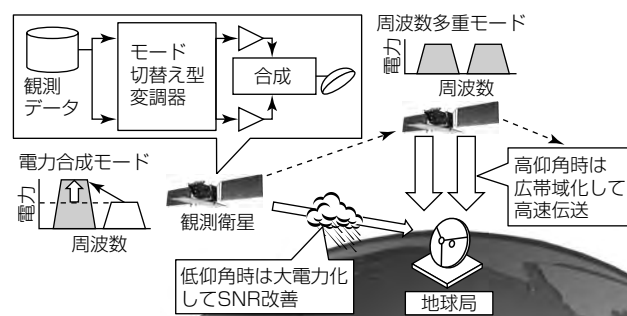 観測
データ
モード
切替え型
変調器
合成
周波数多重モード
電力
周波数
電力合成モード
電力
周波数
観測衛星
高仰角時は
広帯域化して
高速伝送
低仰角時は大電力化
してSNR改善
地球局